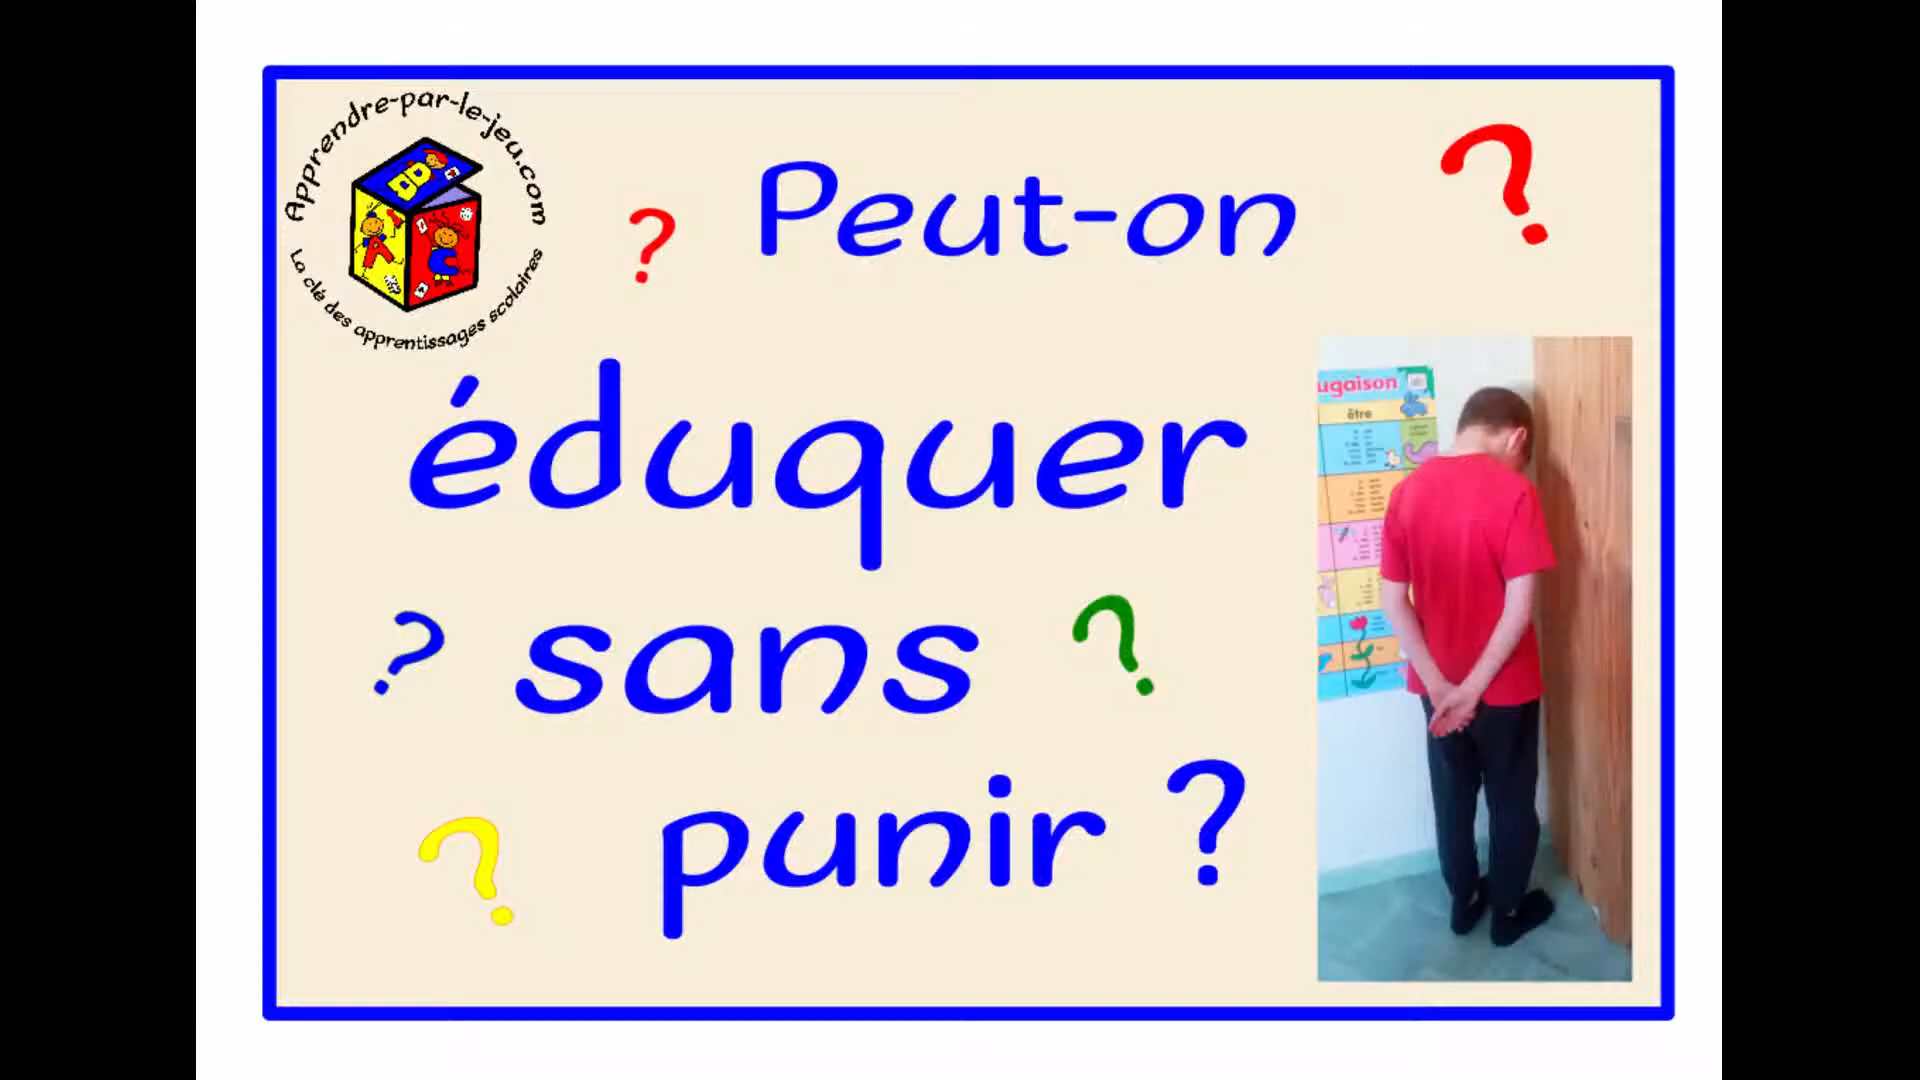 Apprendre-par-le-jeu.com
La clé des apprentissages scolaires
? Peut-on ?
éduquer
? sans ?
? punir ?
ugaison
être